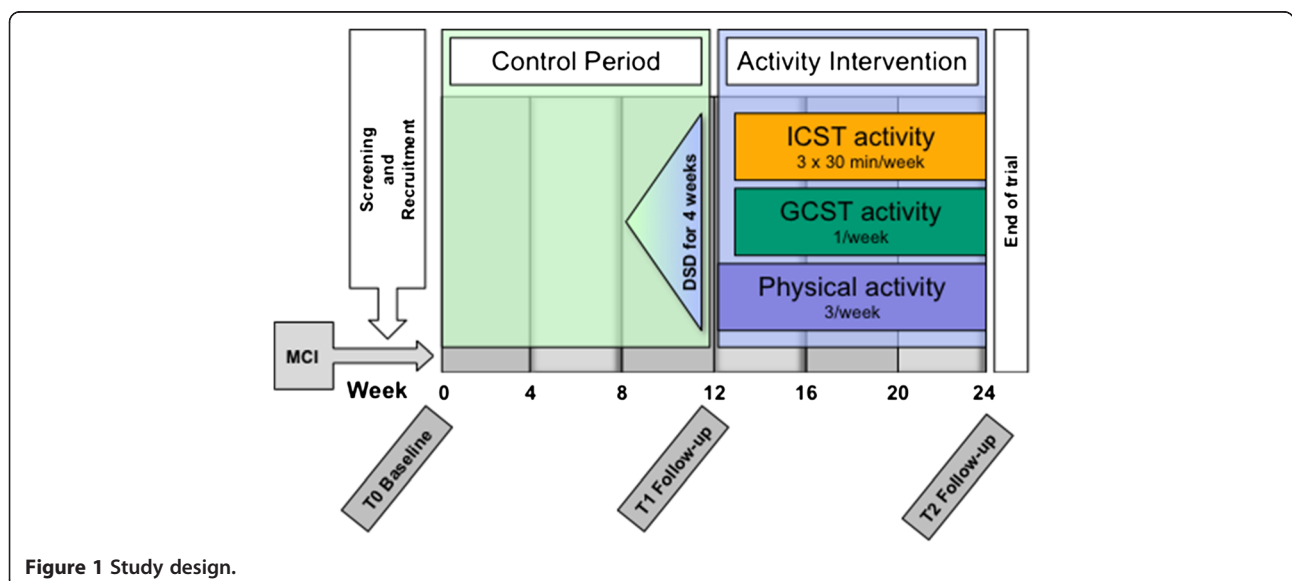 Screening
and
Recruitment
Control Period
Activity Intervention
DSD for 4 weeks
ICST activity
3 x 30 min/week
GCST activity
1/week
Physical activity
3/week
End of trial
MCI
Week
0 4 8 12 16 20 24
T0 Baseline
T1 Follow-up
T2 Follow-up
Figure 1 Study design.